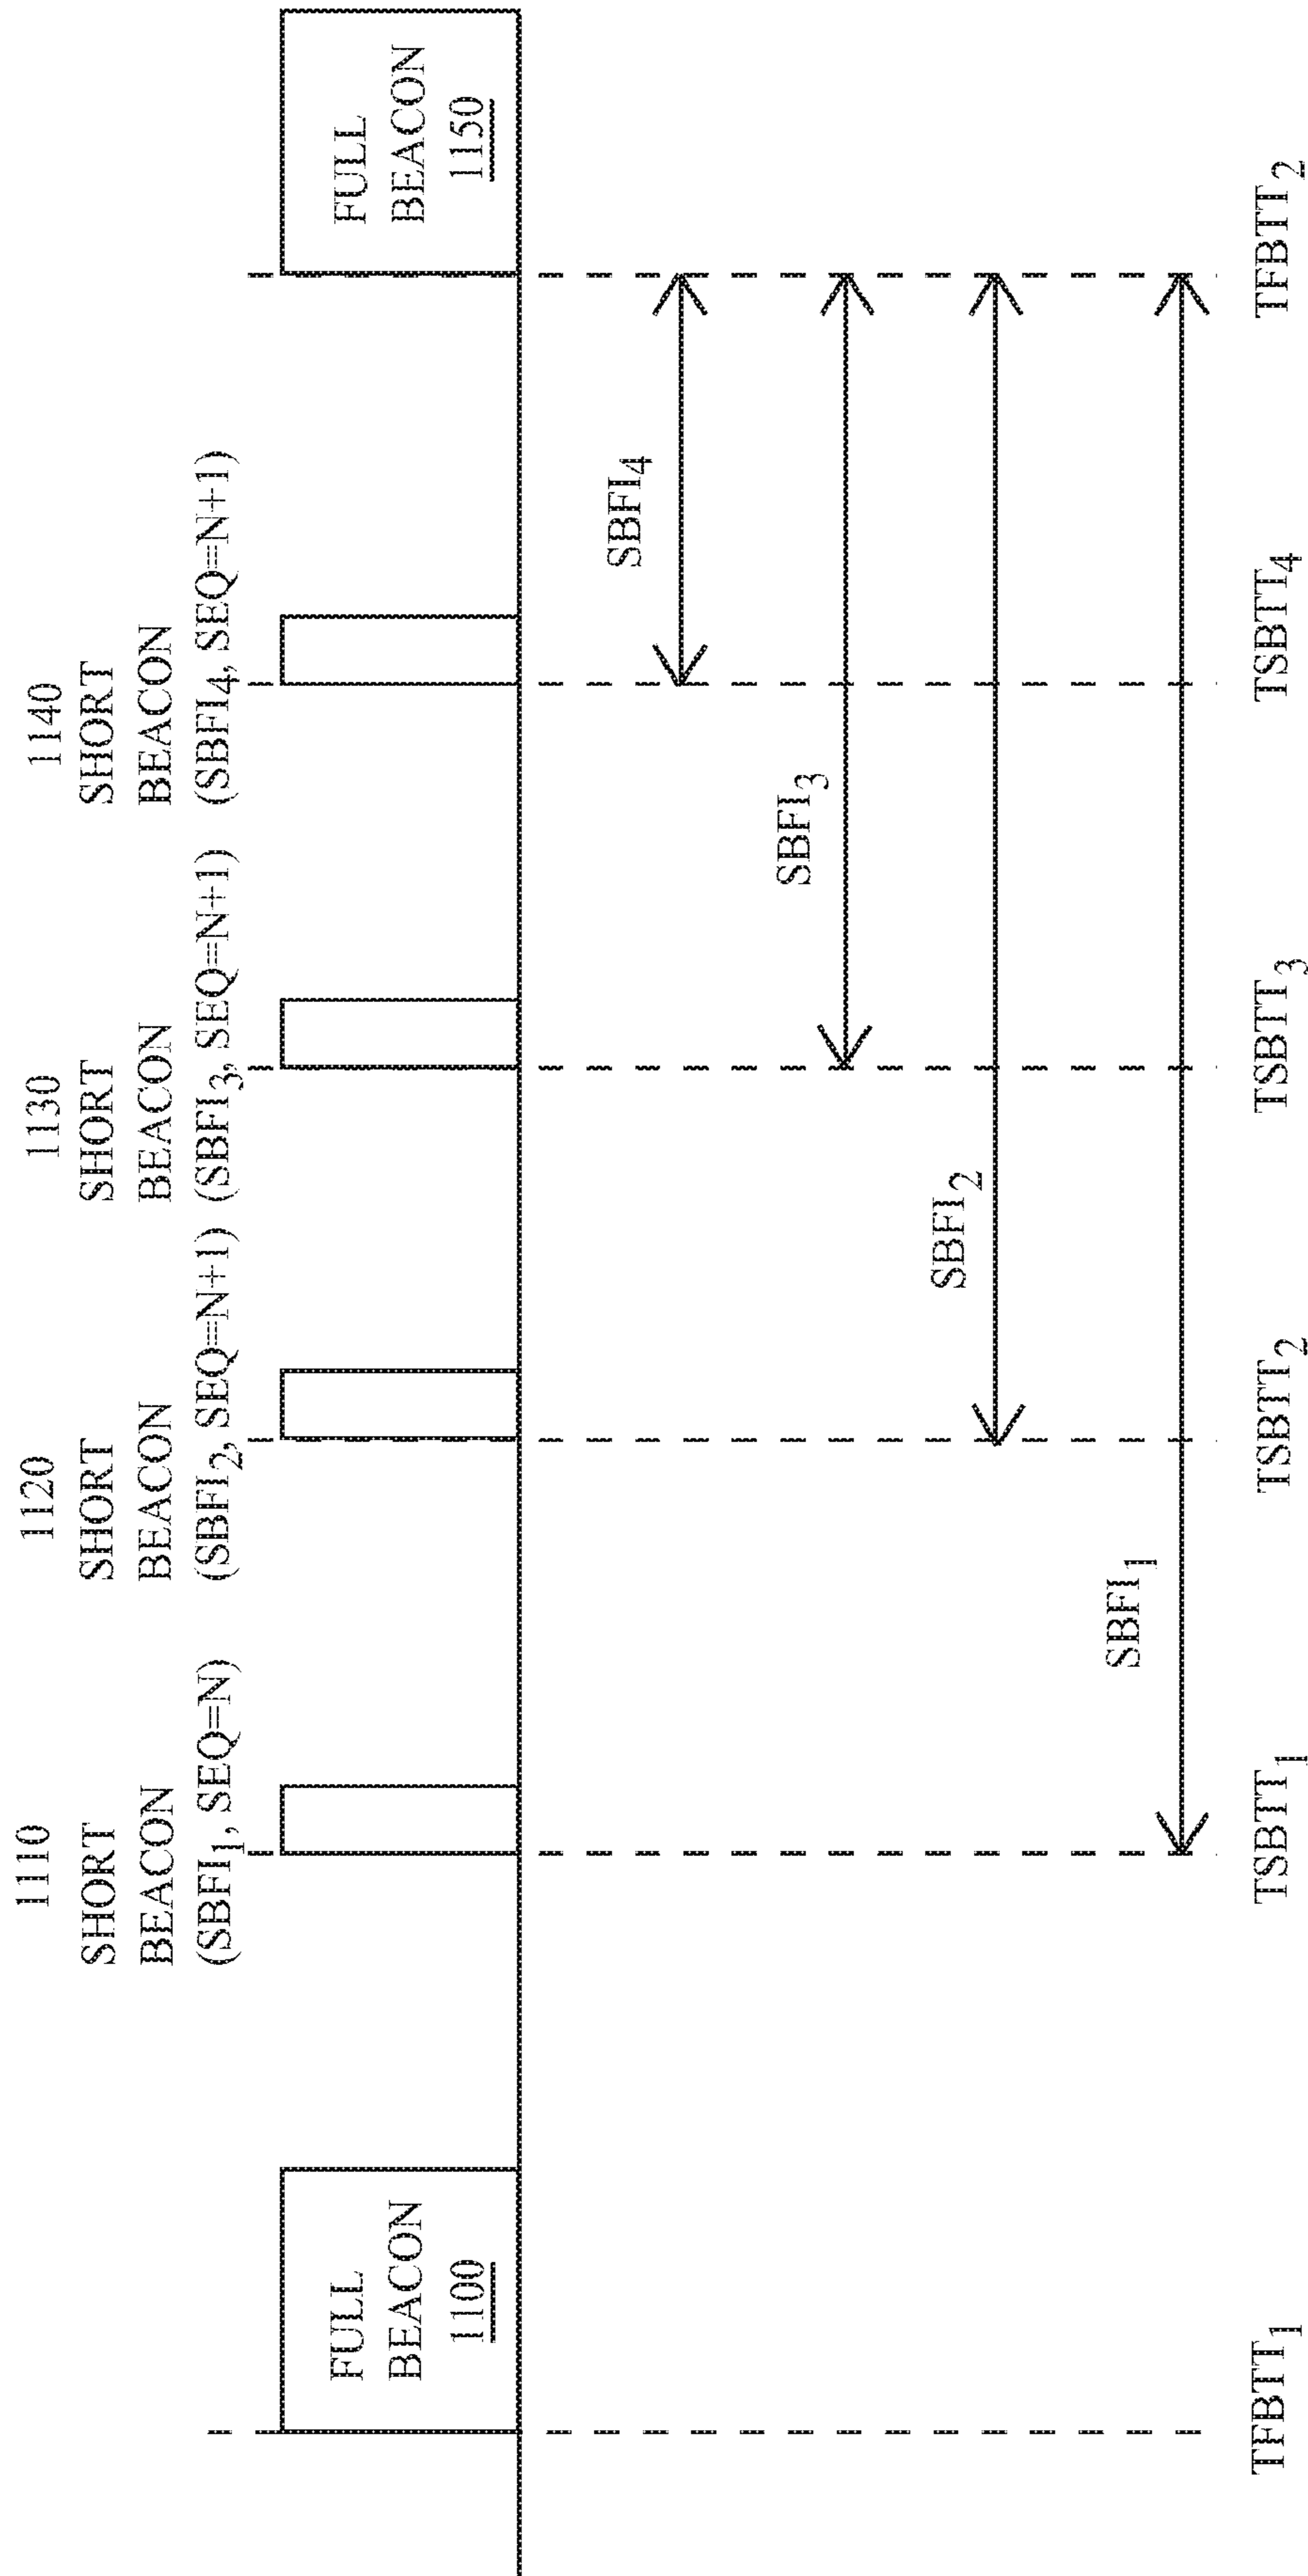 1110
SHORT
BEACON
(SBFI1, SEQ=N)
1120
SHORT
BEACON
(SBFI2, SEQ=N+1)
1130
SHORT
BEACON
(SBFI3, SEQ=N+1)
1140
SHORT
BEACON
(SBFI4, SEQ=N+1)
FULL
BEACON
1100
FULL
BEACON
1150
SBFI4
SBFI3
SBFI2
SBFI1
TFBTT1
TSBTT1
TSBTT2
TSBTT3
TSBTT4
TFBTT2